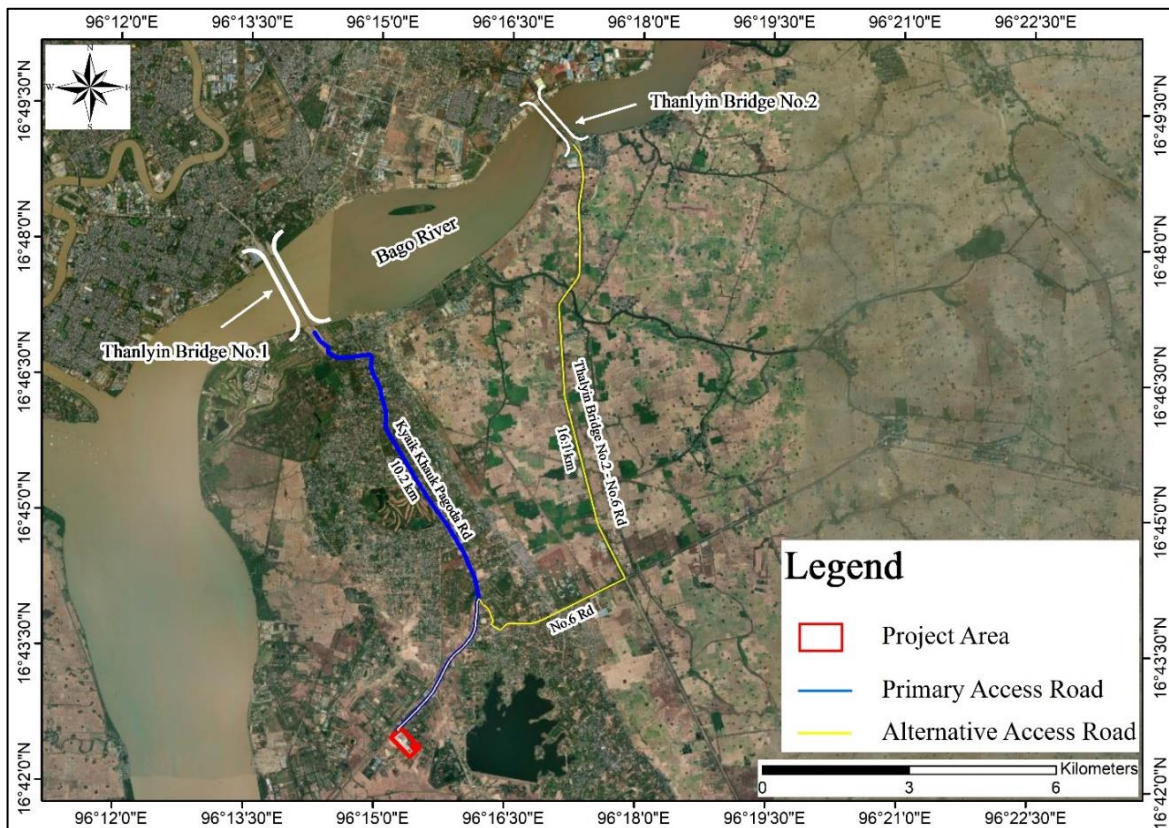 96°12'0"E 96°13'30"E 96°15'0"E 96°16'30"E 96°18'0"E 96°19'30"E 96°21'0"E 96°22'30"E
N
W E
S
16°49'30"N
16°48'0"N
16°46'30"N
16°45'0"N
16°43'30"N
16°42'0"N
Thanlyin Bridge No.2
Bago River
Thanlyin Bridge No.1
Kyaik Khauk Pagoda Rd
10.2 km
Thalyin Bridge No.2 - No.6 Rd
16.1 km
No.6 Rd
Legend
Project Area
Primary Access Road
Alternative Access Road
Kilometers
0 3 6
16°49'30"N
16°48'0"N
16°46'30"N
16°45'0"N
16°43'30"N
16°42'0"N
96°12'0"E 96°13'30"E 96°15'0"E 96°16'30"E 96°18'0"E 96°19'30"E 96°21'0"E 96°22'30"E